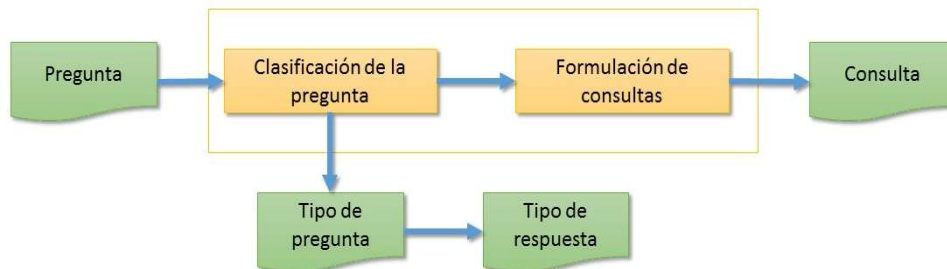 Pregunta
Clasificación de la
pregunta
Formulación de
consultas
Consulta
Tipo de
pregunta
Tipo de
respuesta